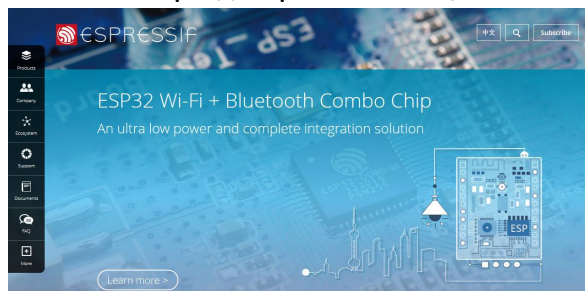 ESPRESSIF
中文
Subscribe
Products
Company
Ecosystem
Support
Documents
FAQ
More
ESP32 Wi-Fi + Bluetooth Combo Chip
An ultra low power and complete integration solution
ESP
Learn more >